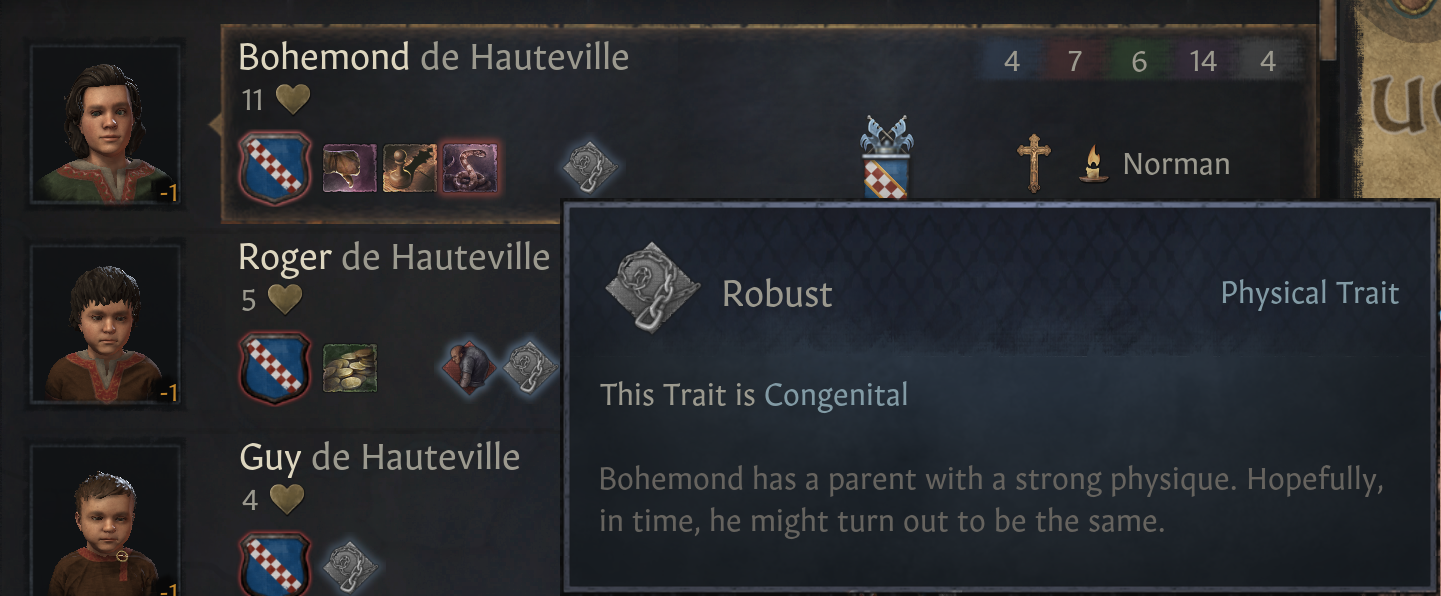 Bohemond de Hauteville
4 7 6 14 4
11
-1
Norman
Roger de Hauteville
5
-1
Guy de Hauteville
4
-1
Robust
Physical Trait
This Trait is Congenital
Bohemond has a parent with a strong physique. Hopefully,
in time, he might turn out to be the same.